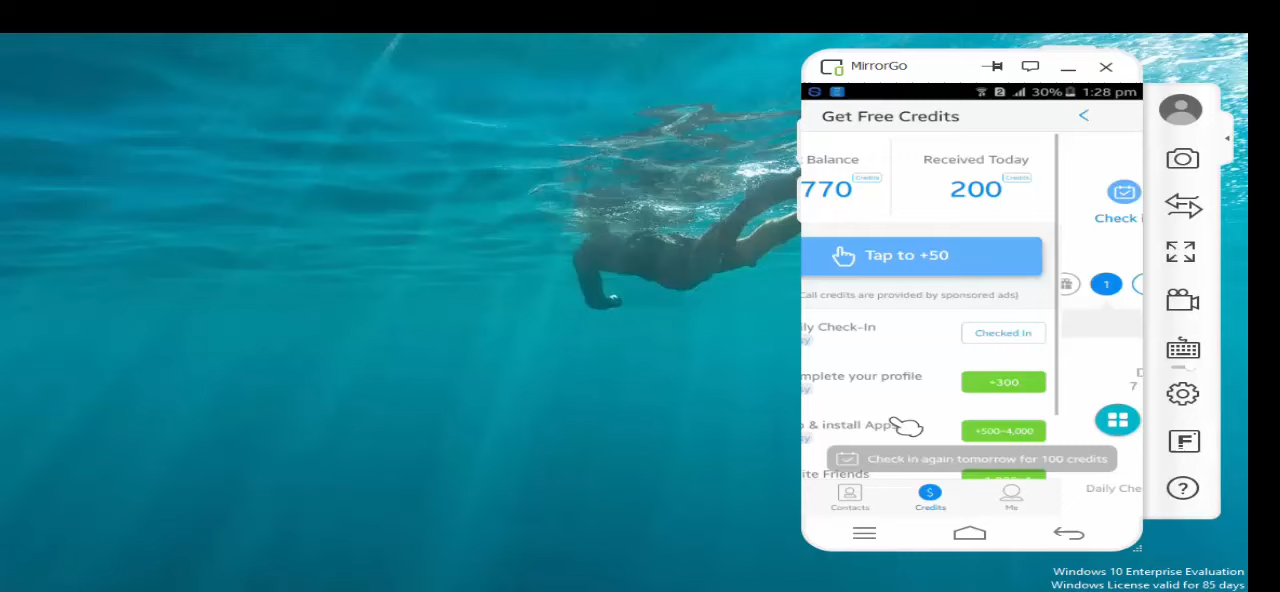 MirrorGo
30% 1:28 pm
Get Free Credits
Balance
Received Today
770 Credits
200 Credits
Check i
Tap to +50
1
Call credits are provided by sponsored ads)
ly Check-In
Checked In
mplete your profile
+300
7
& install Apps
+500~4,000
Check in again tomorrow for 100 credits
ite Friends
Contacts
Credits
Me
Daily Che
Windows 10 Enterprise Evaluation
Windows License valid for 85 days